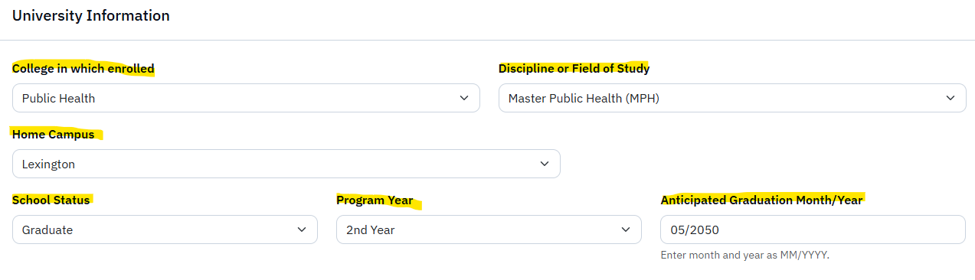 University Information
College in which enrolled Discipline or Field of Study
Public Health Master Public Health (MPH)
Home Campus
Lexington
School Status Program Year Anticipated Graduation Month/Year
Graduate 2nd Year 05/2050
Enter month and year as MM/YYYY.